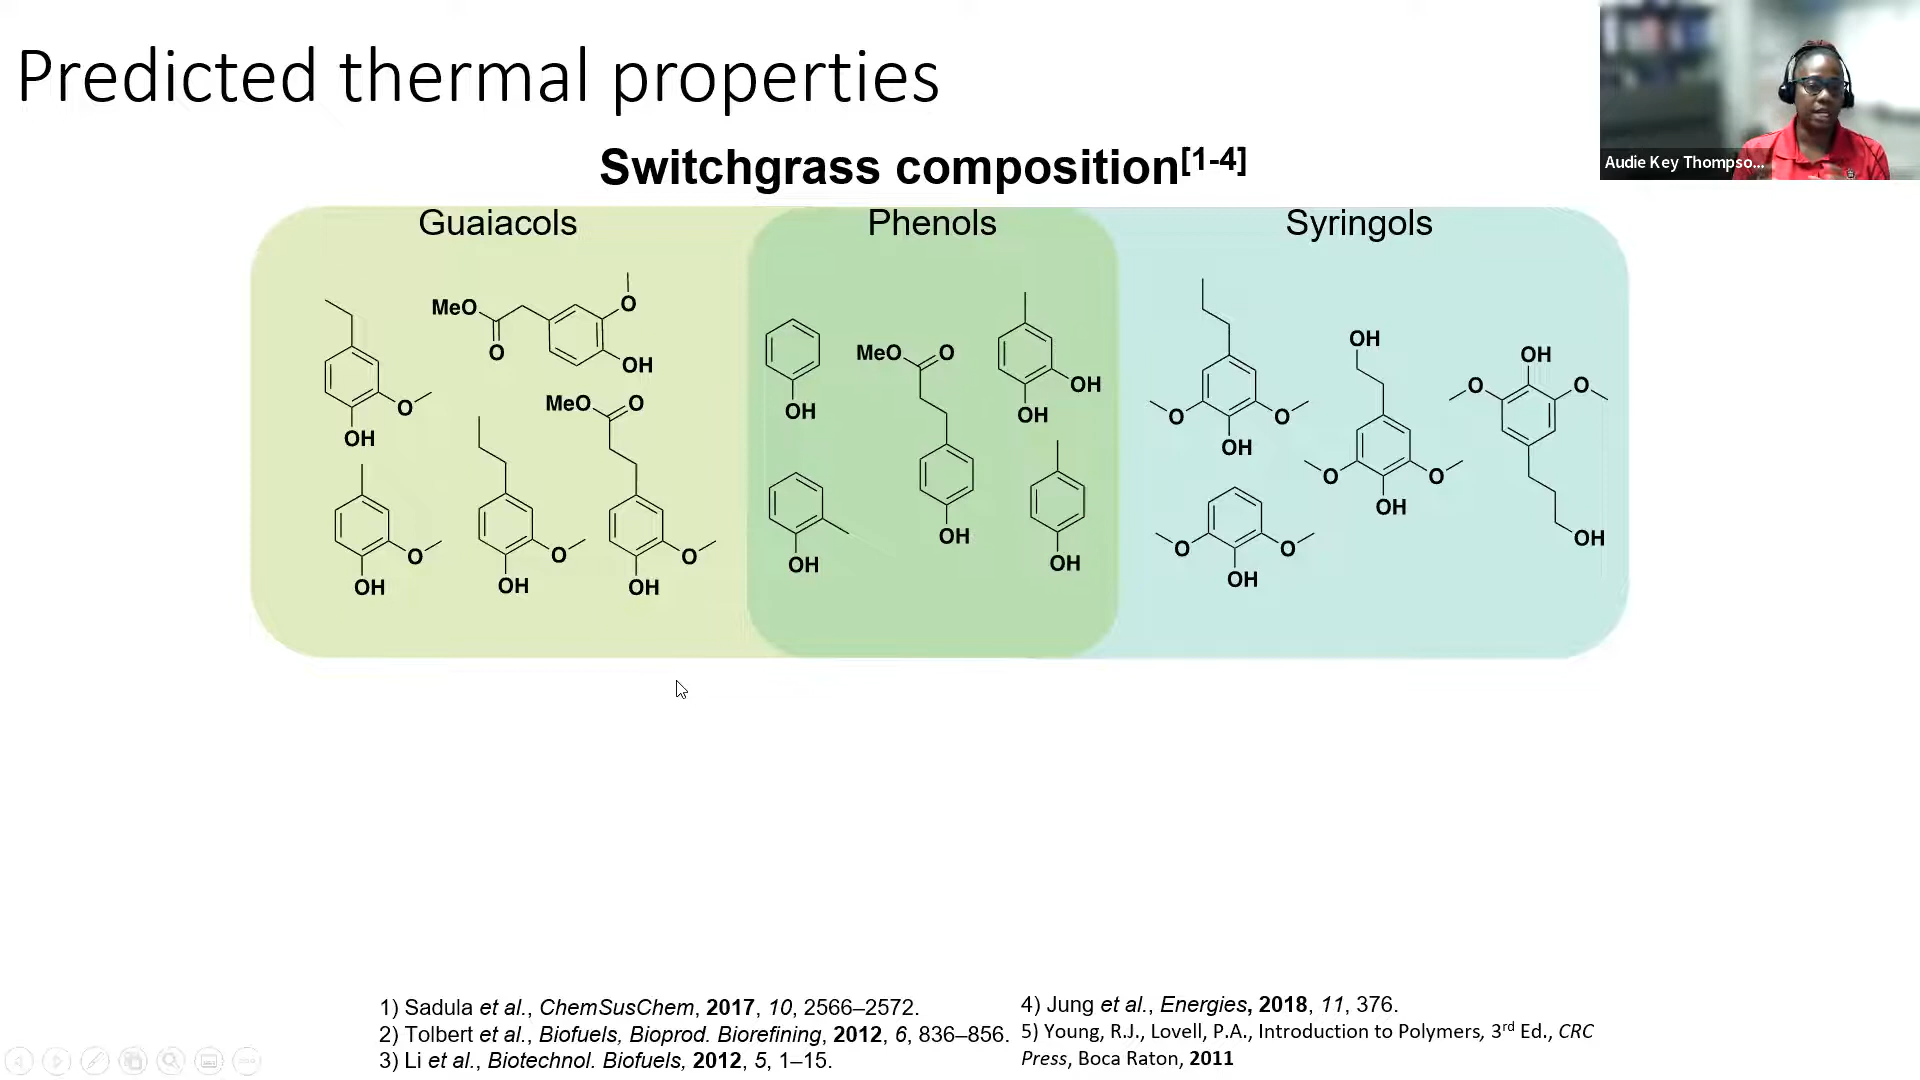 Predicted thermal properties
Audie Key Thompso...
Switchgrass composition[1-4]
Guaiacols
Phenols
Syringols
MeO
O
O
OH
O
OH
MeO
O
O
OH
O
OH
O
OH
OH
MeO
O
OH
OH
OH
OH
OH
O
O
OH
OH
O
O
OH
OH
O
O
OH
O
O
OH
1) Sadula et al., ChemSusChem, 2017, 10, 2566–2572.
2) Tolbert et al., Biofuels, Bioprod. Biorefining, 2012, 6, 836–856.
3) Li et al., Biotechnol. Biofuels, 2012, 5, 1–15.
4) Jung et al., Energies, 2018, 11, 376.
5) Young, R.J., Lovell, P.A., Introduction to Polymers, 3rd Ed., CRC
Press, Boca Raton, 2011